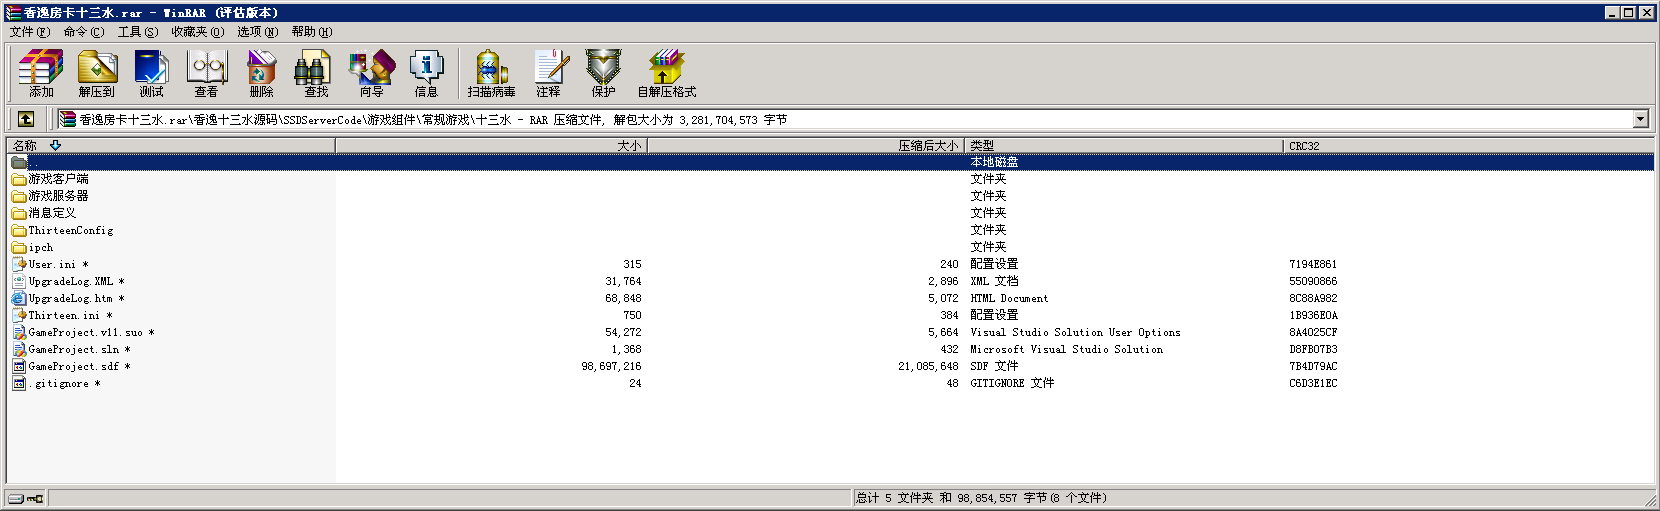 香逸房卡十三水.rar - WinRAR (评估版本)
文件(F) 命令(C) 工具(S) 收藏夹(O) 选项(N) 帮助(H)
添加 解压到 测试 查看 删除 查找 向导 信息 扫描病毒 注释 保护 自解压格式
香逸房卡十三水.rar\香逸十三水源码\SSDServerCode\游戏组件\常规游戏\十三水 - RAR 压缩文件, 解包大小为 3,281,704,573 字节
名称 大小 压缩后大小 类型 CRC32
.. 本地磁盘
游戏客户端 文件夹
游戏服务器 文件夹
消息定义 文件夹
ThirteenConfig 文件夹
ipch 文件夹
User.ini * 315 240 配置设置 7194E861
UpgradeLog.XML * 31,764 2,896 XML 文档 55090866
UpgradeLog.htm * 68,848 5,072 HTML Document 8C88A982
Thirteen.ini * 750 384 配置设置 1B936E0A
GameProject.v11.suo * 54,272 5,664 Visual Studio Solution User Options 8A4025CF
GameProject.sln * 1,368 432 Microsoft Visual Studio Solution D8FB07B3
GameProject.sdf * 98,697,216 21,085,648 SDF 文件 7B4D79AC
.gitignore * 24 48 GITIGNORE 文件 C6D3E1EC
总计 5 文件夹 和 98,854,557 字节(8 个文件)